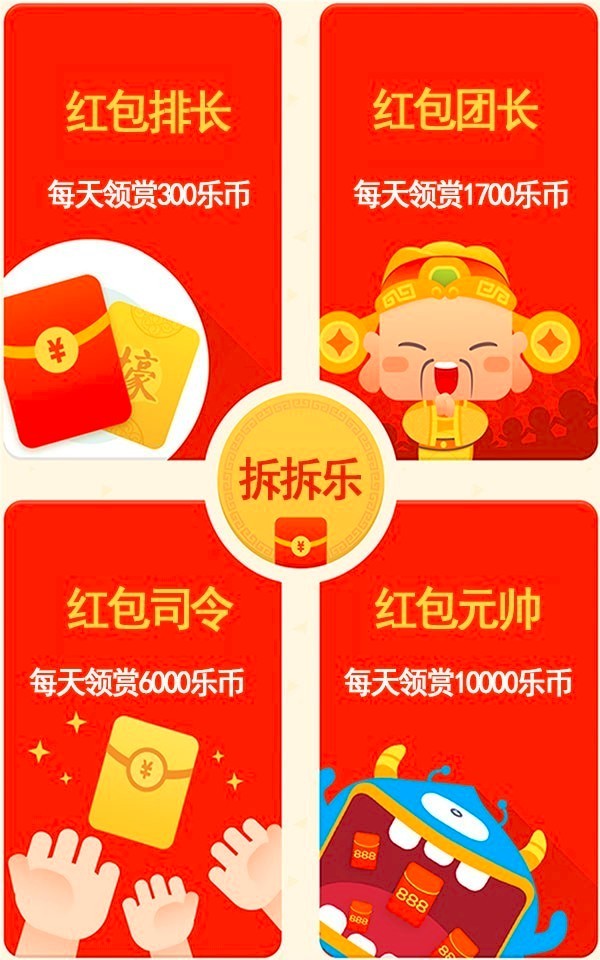 红包排长
每天领赏300乐币
红包团长
每天领赏1700乐币
¥
壕
拆拆乐
¥
红包司令
每天领赏6000乐币
¥
红包元帅
每天领赏10000乐币
888
888
888